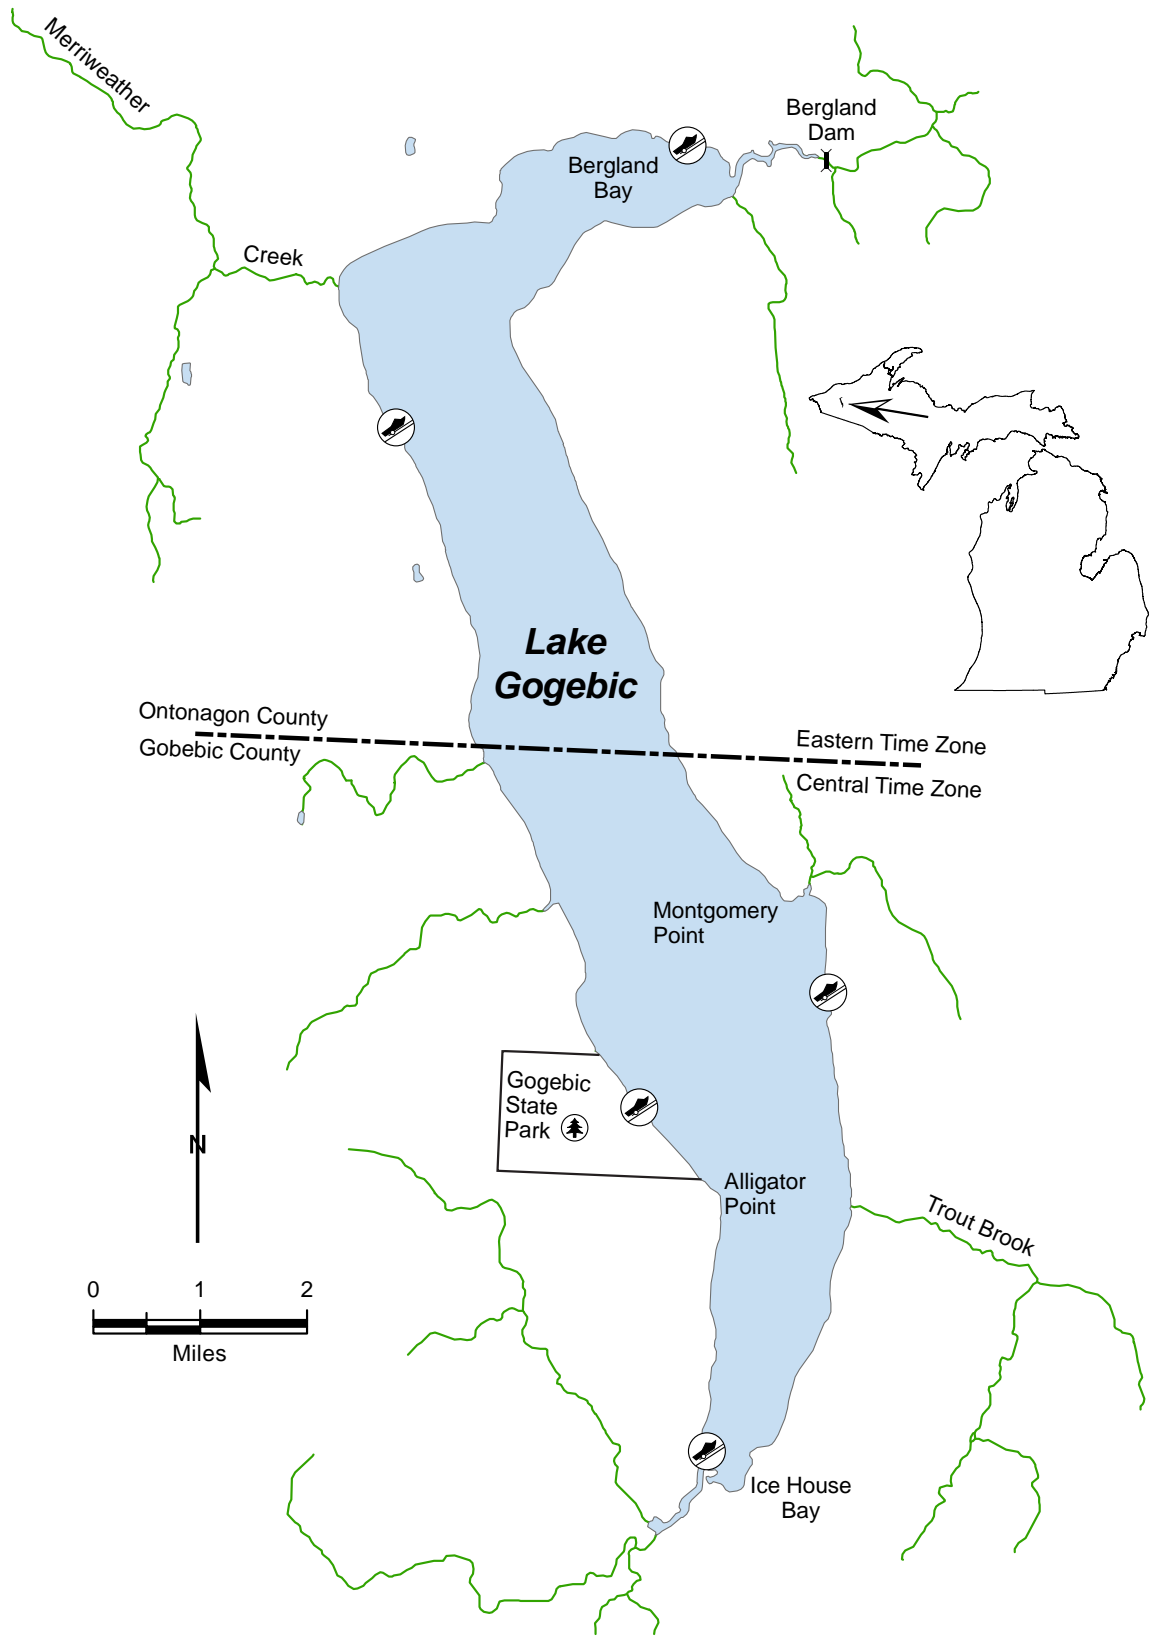 Merriweather
Bergland
Dam
Bergland
Bay
Creek
Lake
Gogebic
Ontonagon County
Gobebic County
Eastern Time Zone
Central Time Zone
Montgomery
Point
Gogebic
State
Park
N
Alligator
Point
Trout Brook
0 1 2
Miles
Ice House
Bay